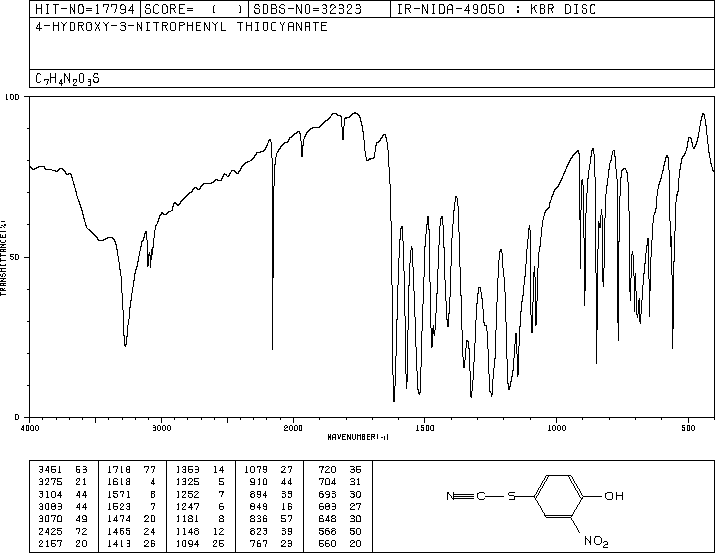 HIT-NO=17794 SCORE= ( ) SDBS-NO=32323 IR-NIDA-49050 : KBR DISC
4-HYDROXY-3-NITROPHENYL THIOCYANATE
C7H4N2O3S
100
50
0
TRANSMITTANCE(%)
4000 3000 2000 1500 1000 500
WAVENUMBER(-1)
3461 63 1718 77 1353 14 1079 27 720 35
3275 21 1618 4 1325 5 910 44 704 31
3104 44 1571 8 1252 7 894 39 693 30
3089 44 1523 7 1247 6 849 16 689 27
3070 49 1474 20 1181 8 836 57 648 30
2425 72 1465 24 1148 12 823 39 568 50
2157 20 1413 26 1094 25 767 29 560 20
N C S OH
NO2